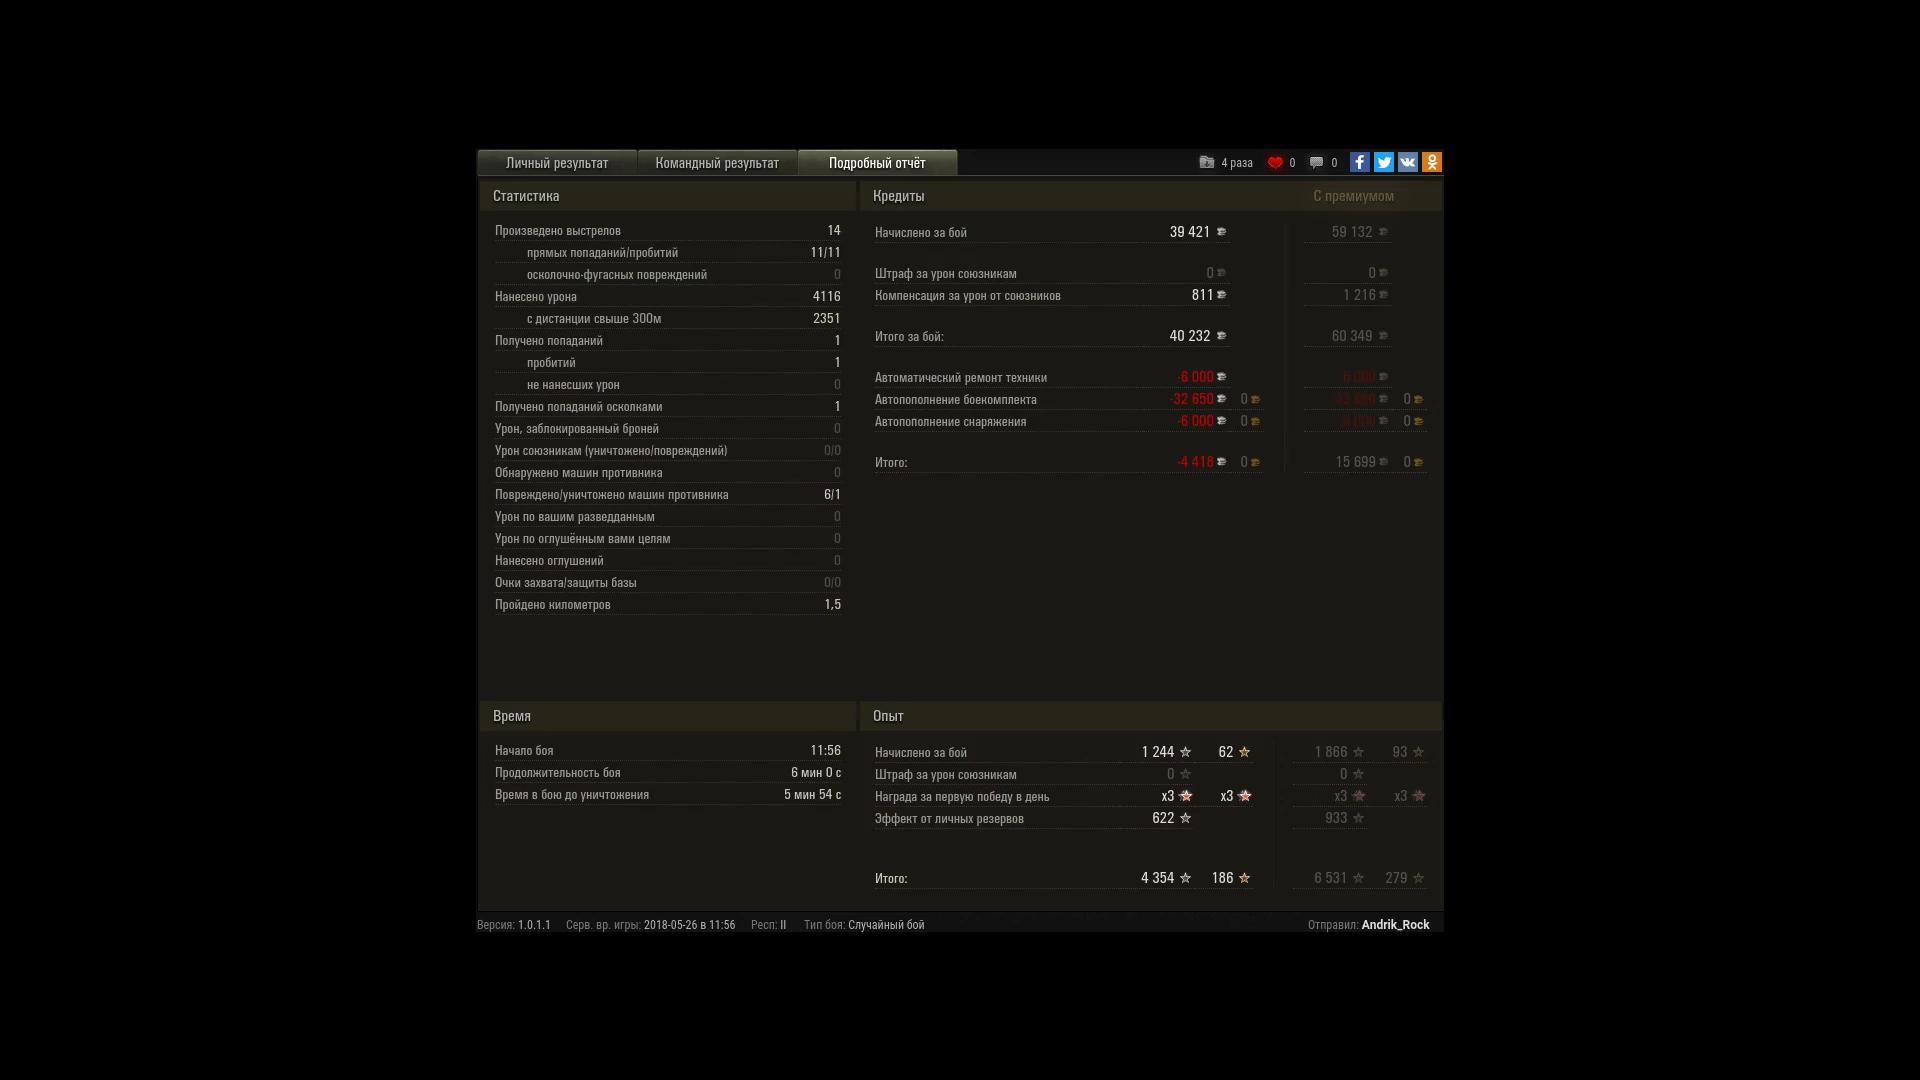 Личный результат Командный результат Подробный отчёт 4 раза 0 0
Статистика
Произведено выстрелов 14
прямых попаданий/пробитий 11/11
осколочно-фугасных повреждений 0
Нанесено урона 4116
с дистанции свыше 300м 2351
Получено попаданий 1
пробитий 1
не нанесших урон 0
Получено попаданий осколками 1
Урон, заблокированный броней 0
Урон союзникам (уничтожено/повреждений) 0/0
Обнаружено машин противника 0
Повреждено/уничтожено машин противника 6/1
Урон по вашим разведданным 0
Урон по оглушённым вами целям 0
Нанесено оглушений 0
Очки захвата/защиты базы 0/0
Пройдено километров 1,5
Кредиты С премиумом
Начислено за бой 39 421 59 132
Штраф за урон союзникам 0 0
Компенсация за урон от союзников 811 1 216
Итого за бой: 40 232 60 349
Автоматический ремонт техники -6 000 -6 000
Автопополнение боекомплекта -32 650 0 -32 650 0
Автопополнение снаряжения -6 000 0 -6 000 0
Итого: -4 418 0 15 699 0
Время
Начало боя 11:56
Продолжительность боя 6 мин 0 с
Время в бою до уничтожения 5 мин 54 с
Опыт
Начислено за бой 1 244 62 1 866 93
Штраф за урон союзникам 0 0
Награда за первую победу в день x3 x3 x3 x3
Эффект от личных резервов 622 933
Итого: 4 354 186 6 531 279
Версия: 1.0.1.1 Серв. вр. игры: 2018-05-26 в 11:56 Респ: II Тип боя: Случайный бой Отправил: Andrik_Rock